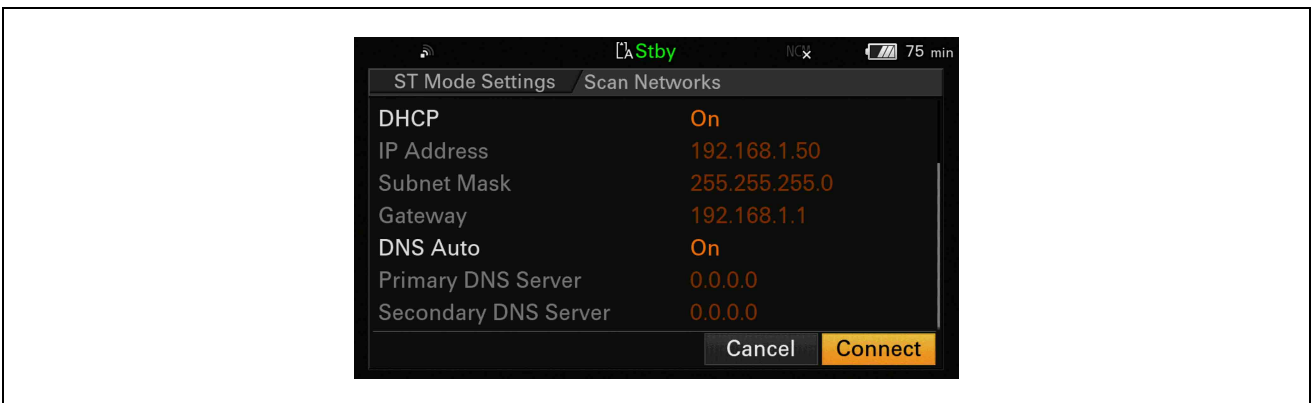 A Stby NCM 75 min
ST Mode Settings Scan Networks
DHCP On
IP Address 192.168.1.50
Subnet Mask 255.255.255.0
Gateway 192.168.1.1
DNS Auto On
Primary DNS Server 0.0.0.0
Secondary DNS Server 0.0.0.0
Cancel Connect